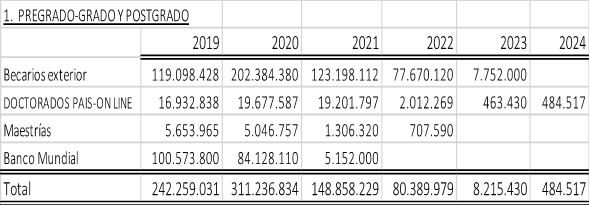 1. PREGRADO-GRADO Y POSTGRADO
2019 2020 2021 2022 2023 2024
Becarios exterior 119.098.428 202.384.380 123.198.112 77.670.120 7.752.000
DOCTORADOS PAIS-ON LINE 16.932.838 19.677.587 19.201.797 2.012.269 463.430 484.517
Maestrías 5.653.965 5.046.757 1.306.320 707.590
Banco Mundial 100.573.800 84.128.110 5.152.000
Total 242.259.031 311.236.834 148.858.229 80.389.979 8.215.430 484.517